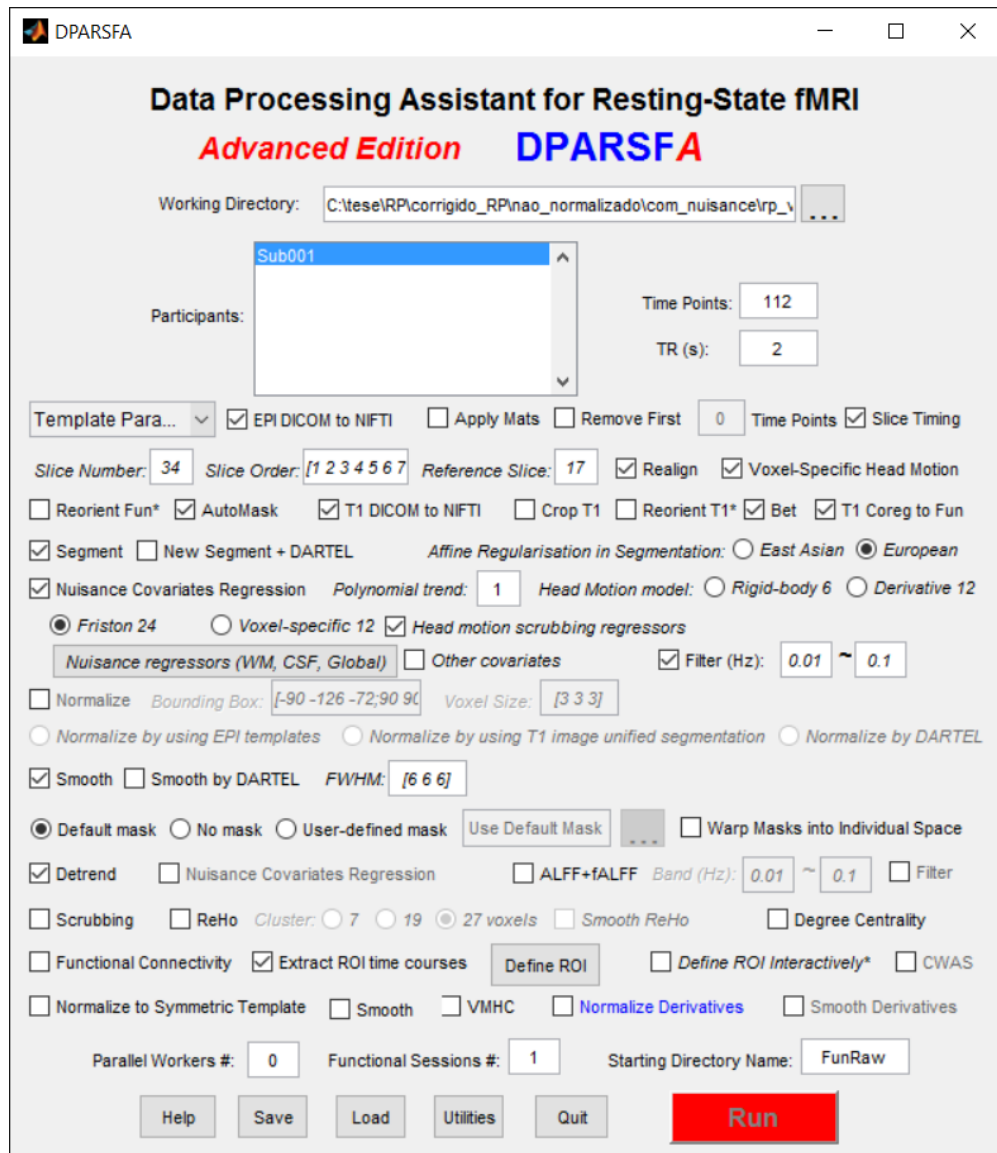 DPARSFA
Data Processing Assistant for Resting-State fMRI
Advanced Edition DPARSFA
Working Directory: C:\tese\RP\corrigido_RP\nao_normalizado\com_nuisance\rp_v ...
Sub001
Participants:
Time Points: 112
TR (s): 2
Template Para... EPI DICOM to NIFTI Apply Mats Remove First 0 Time Points Slice Timing
Slice Number: 34 Slice Order: [1 2 3 4 5 6 7 Reference Slice: 17 Realign Voxel-Specific Head Motion
Reorient Fun* AutoMask T1 DICOM to NIFTI Crop T1 Reorient T1* Bet T1 Coreg to Fun
Segment New Segment + DARTEL Affine Regularisation in Segmentation: East Asian European
Nuisance Covariates Regression Polynomial trend: 1 Head Motion model: Rigid-body 6 Derivative 12
Friston 24 Voxel-specific 12 Head motion scrubbing regressors
Nuisance regressors (WM, CSF, Global) Other covariates Filter (Hz): 0.01 ~ 0.1
Normalize Bounding Box: [-90 -126 -72;90 90 Voxel Size: [3 3 3]
Normalize by using EPI templates Normalize by using T1 image unified segmentation Normalize by DARTEL
Smooth Smooth by DARTEL FWHM: [6 6 6]
Default mask No mask User-defined mask Use Default Mask ... Warp Masks into Individual Space
Detrend Nuisance Covariates Regression ALFF+fALFF Band (Hz): 0.01 ~ 0.1 Filter
Scrubbing ReHo Cluster: 7 19 27 voxels Smooth ReHo Degree Centrality
Functional Connectivity Extract ROI time courses Define ROI Define ROI Interactively* CWAS
Normalize to Symmetric Template Smooth VMHC Normalize Derivatives Smooth Derivatives
Parallel Workers #: 0 Functional Sessions #: 1 Starting Directory Name: FunRaw
Help Save Load Utilities Quit Run